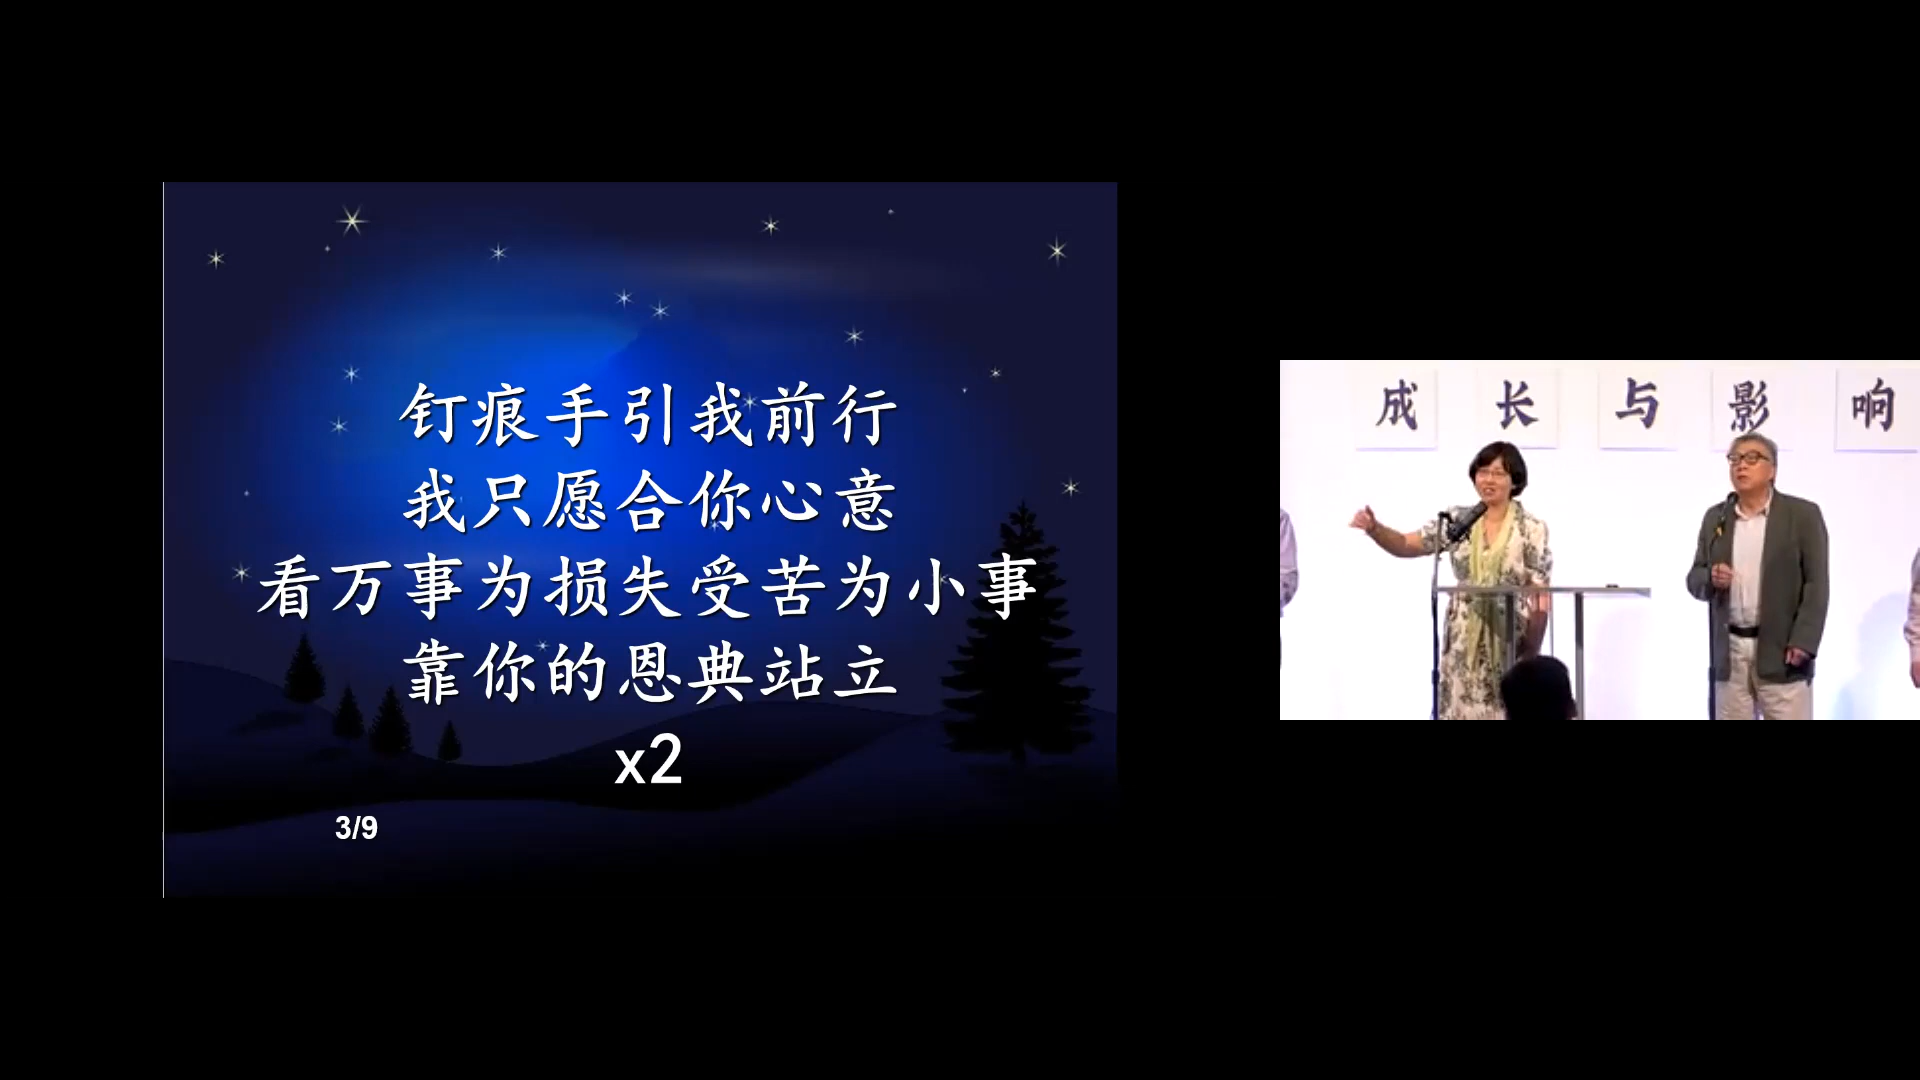 钉痕手引我前行
我只愿合你心意
看万事为损失受苦为小事
靠你的恩典站立
x2
3/9
成长与影响